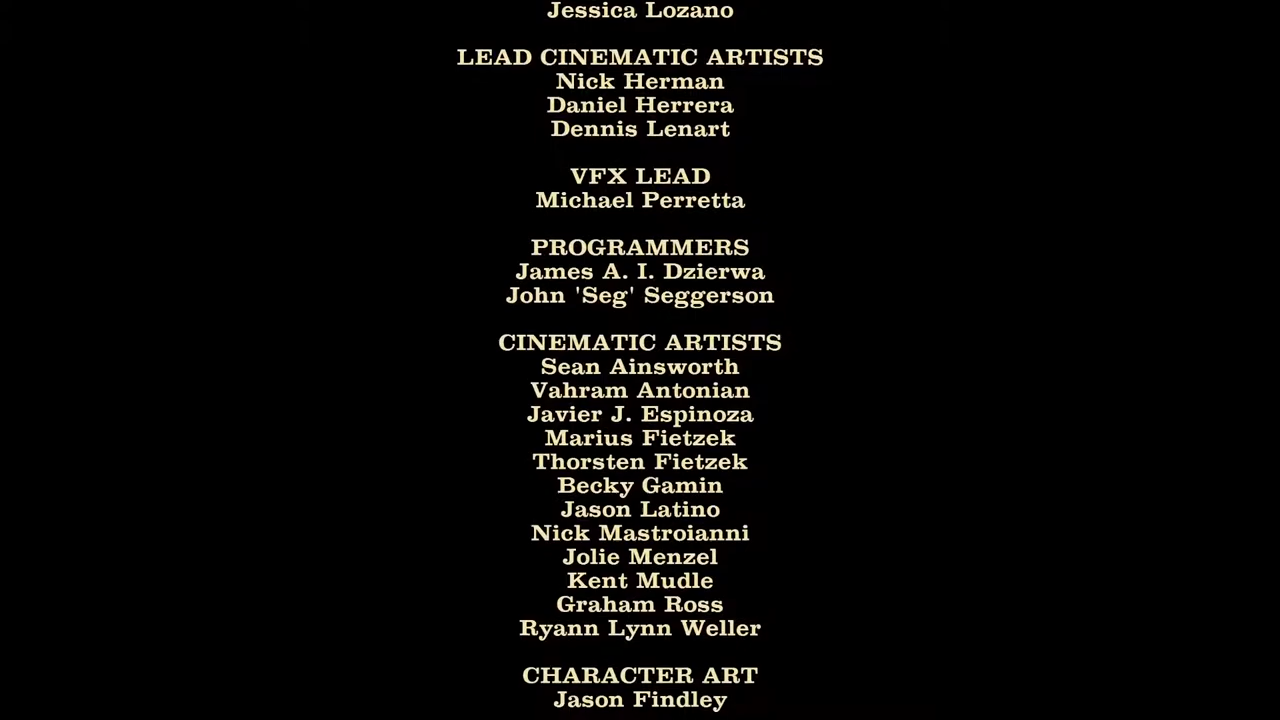 Jessica Lozano
LEAD CINEMATIC ARTISTS
Nick Herman
Daniel Herrera
Dennis Lenart
VFX LEAD
Michael Perretta
PROGRAMMERS
James A. I. Dzierwa
John 'Seg' Seggerson
CINEMATIC ARTISTS
Sean Ainsworth
Vahram Antonian
Javier J. Espinoza
Marius Fietzek
Thorsten Fietzek
Becky Gamin
Jason Latino
Nick Mastroianni
Jolie Menzel
Kent Mudle
Graham Ross
Ryann Lynn Weller
CHARACTER ART
Jason Findley